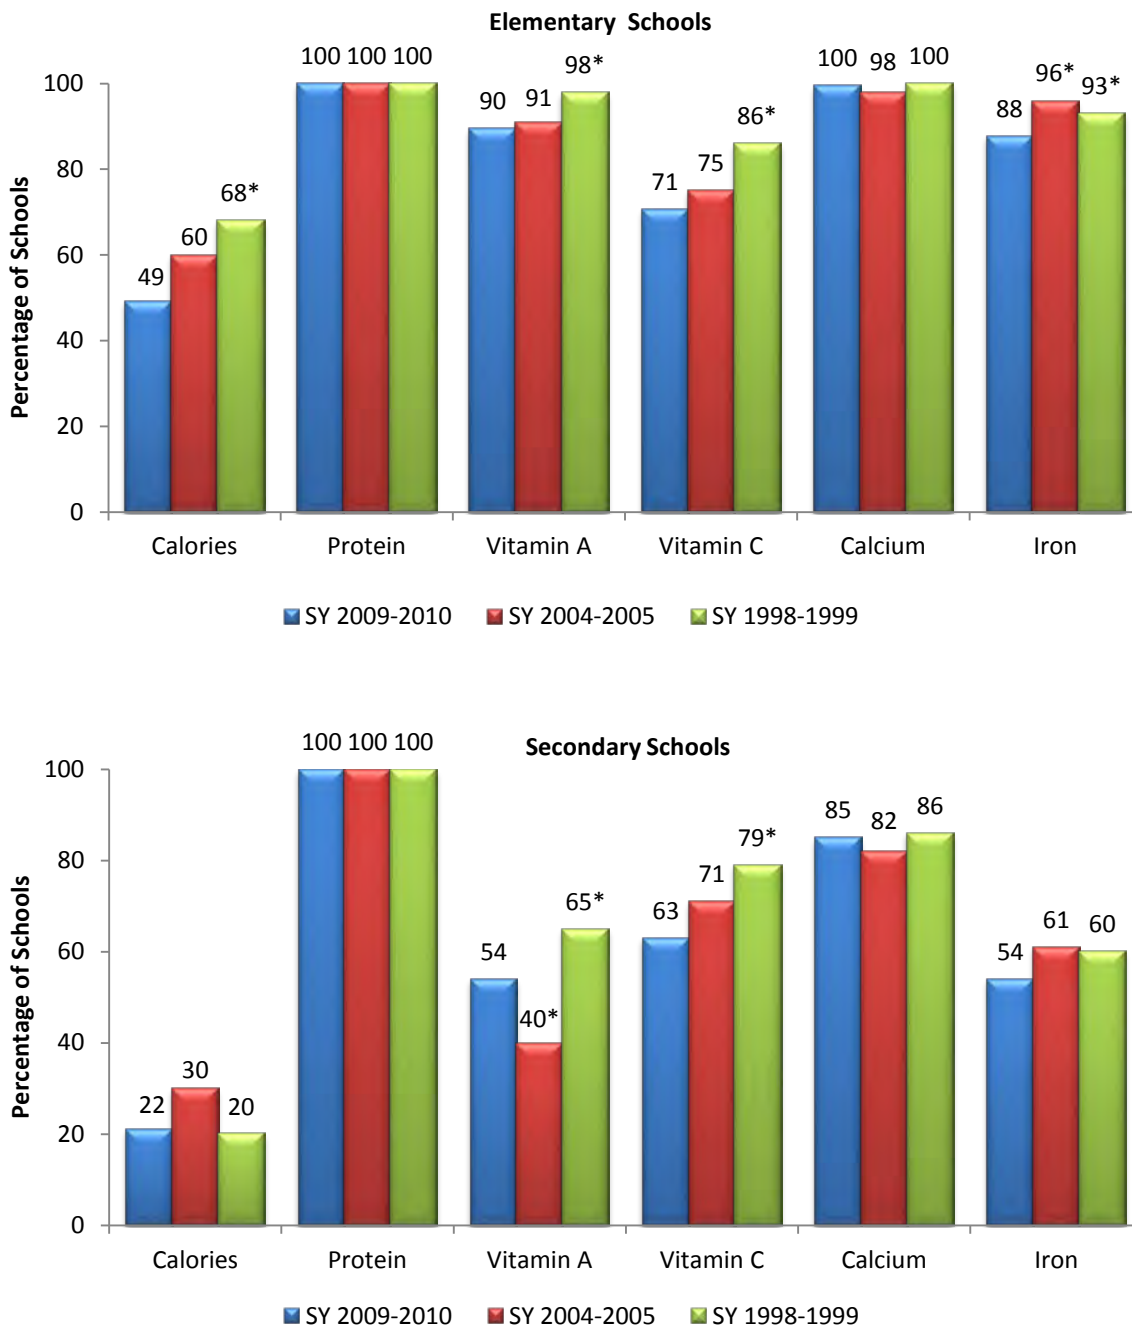 Elementary Schools
100 100 100
98*
100 98 100
96*
93*
90 91
88
86*
75
71
68*
60
49
Percentage of Schools
100
80
60
40
20
0
Calories Protein Vitamin A Vitamin C Calcium Iron
SY 2009-2010 SY 2004-2005 SY 1998-1999
Secondary Schools
100 100 100
85 82 86
79*
71
63
65*
54
40*
61 60
54
30
22 20
Percentage of Schools
100
80
60
40
20
0
Calories Protein Vitamin A Vitamin C Calcium Iron
SY 2009-2010 SY 2004-2005 SY 1998-1999